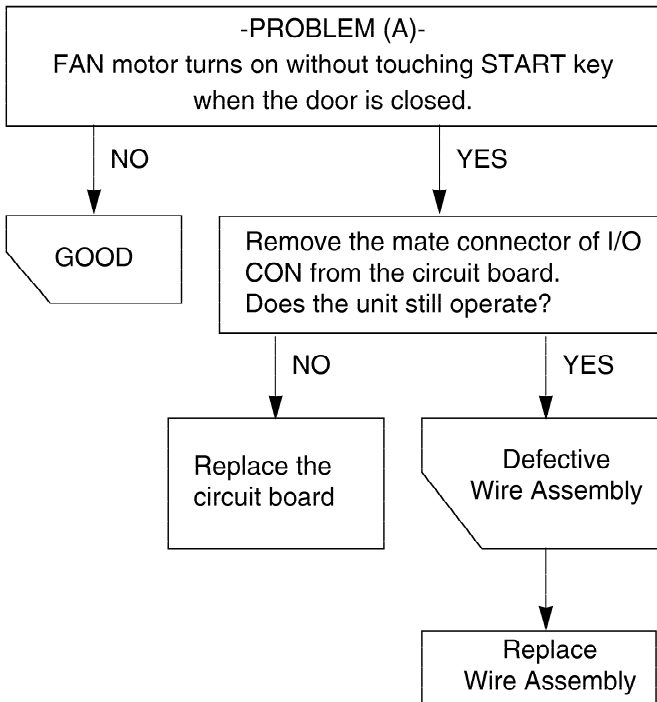 -PROBLEM (A)-
FAN motor turns on without touching START key
when the door is closed.
NO
YES
GOOD
Remove the mate connector of I/O
CON from the circuit board.
Does the unit still operate?
NO
YES
Replace the
circuit board
Defective
Wire Assembly
Replace
Wire Assembly